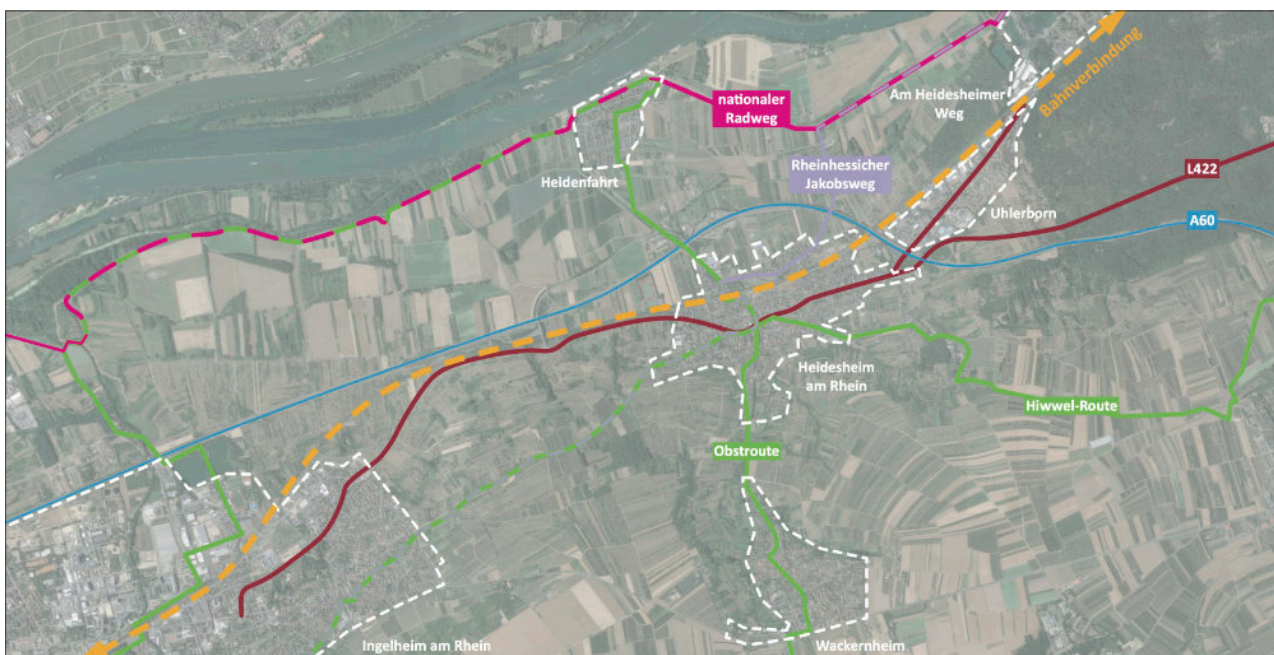 nationaler
Radweg
Am Heidesheimer
Weg
Bahnverbindung
Rheinhessicher
Jakobsweg
L422
Heidenfahrt
Uhlerborn
A60
Heidesheim
am Rhein
Hiwwel-Route
Obstroute
Ingelheim am Rhein
Wackernheim